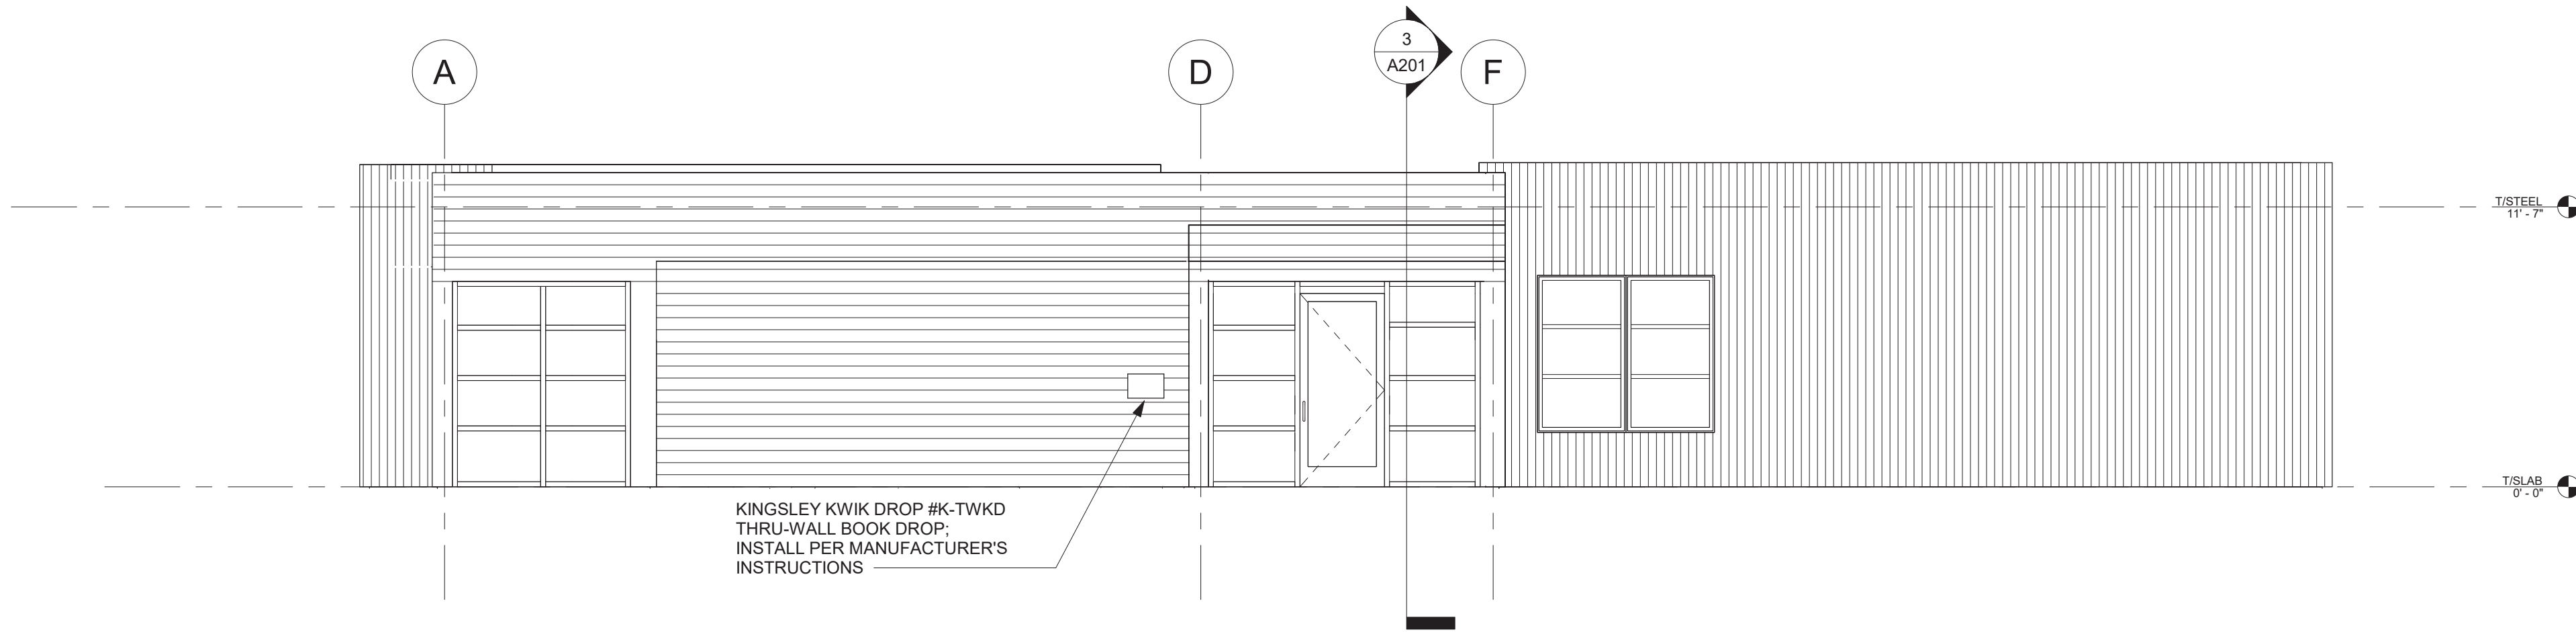 3
A201
A
D
F
T/STEEL
11' - 7"
T/SLAB
0' - 0"
KINGSLEY KWIK DROP #K-TWKD
THRU-WALL BOOK DROP;
INSTALL PER MANUFACTURER'S
INSTRUCTIONS